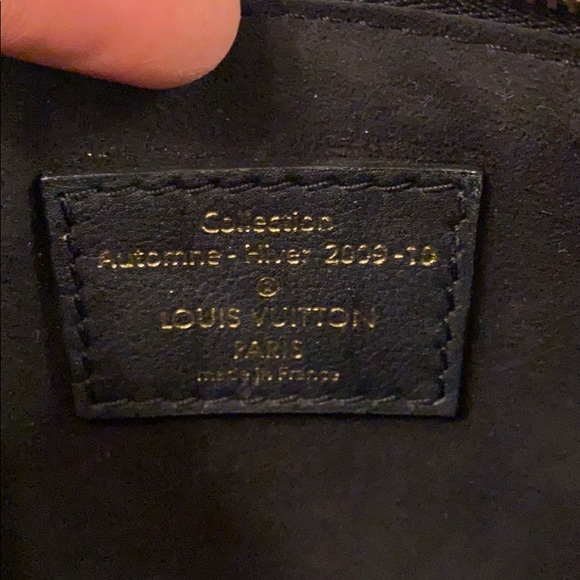 Collection
Automne - Hiver 2009-10
®
LOUIS VUITTON
PARIS
made in France